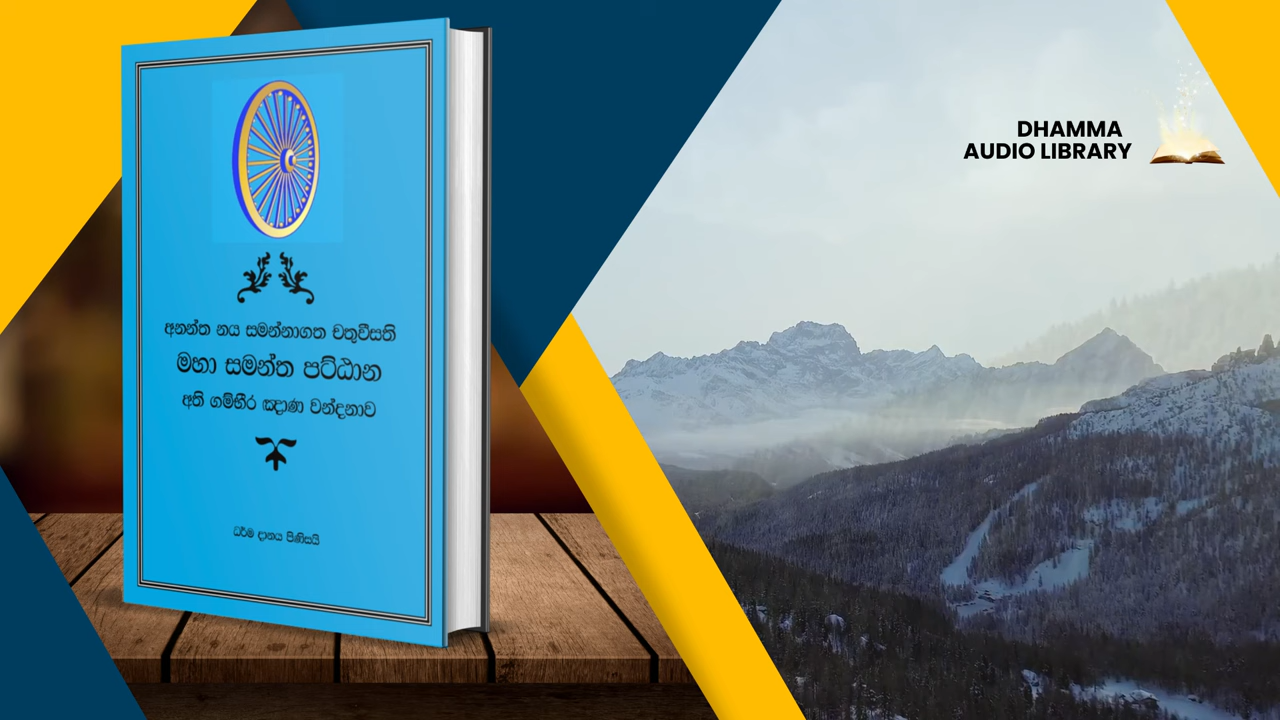 අනන්ත නය සමන්නාගත චතුවීසති
මහා සමන්ත පට්ඨාන
අති ගම්භීර ඤාණ වන්දනාව
ධර්ම දානය පිණිසයි
DHAMMA
AUDIO LIBRARY